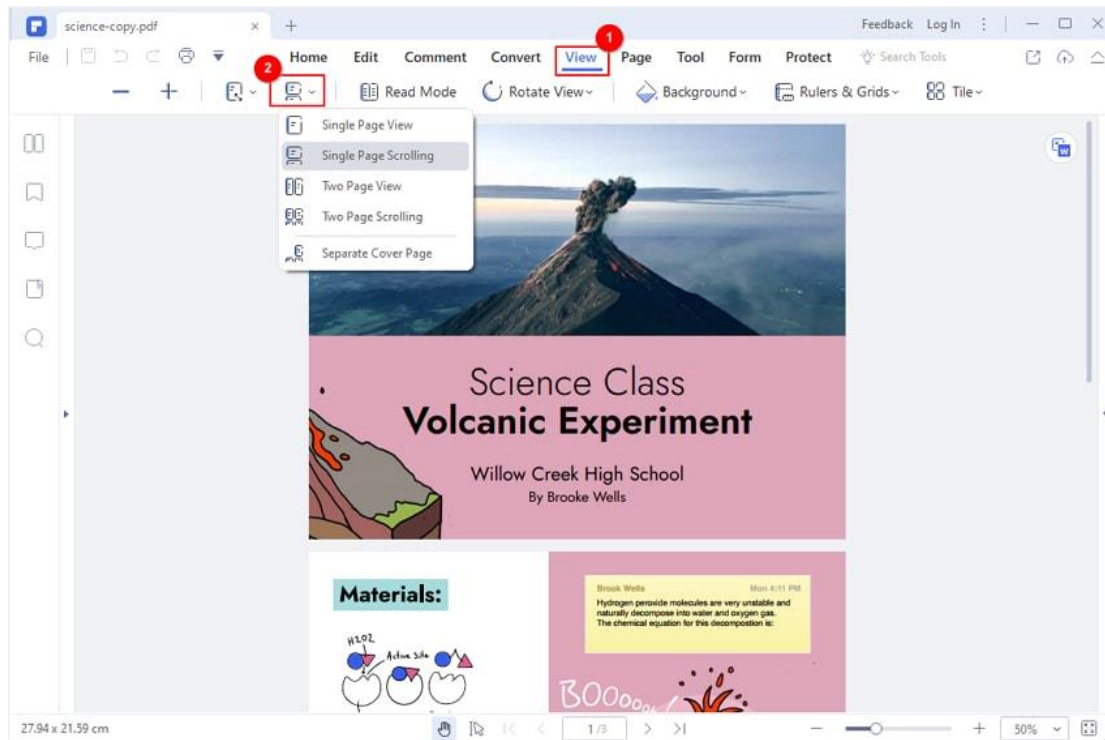 science-copy.pdf
Feedback Log In
1
File Home Edit Comment Convert View Page Tool Form Protect Search Tools
2
Read Mode Rotate View Background Rulers & Grids Tile
Single Page View
Single Page Scrolling
Two Page View
Two Page Scrolling
Separate Cover Page
W
Science Class
Volcanic Experiment
Willow Creek High School
By Brooke Wells
Materials:
H2O2
Active Site
Brook Wells Mon 4:11 PM
Hydrogen peroxide molecules are very unstable and
naturally decompose into water and oxygen gas.
The chemical equation for this decompostion is:
BOOoooo!
27.94 x 21.59 cm 1/3 50%